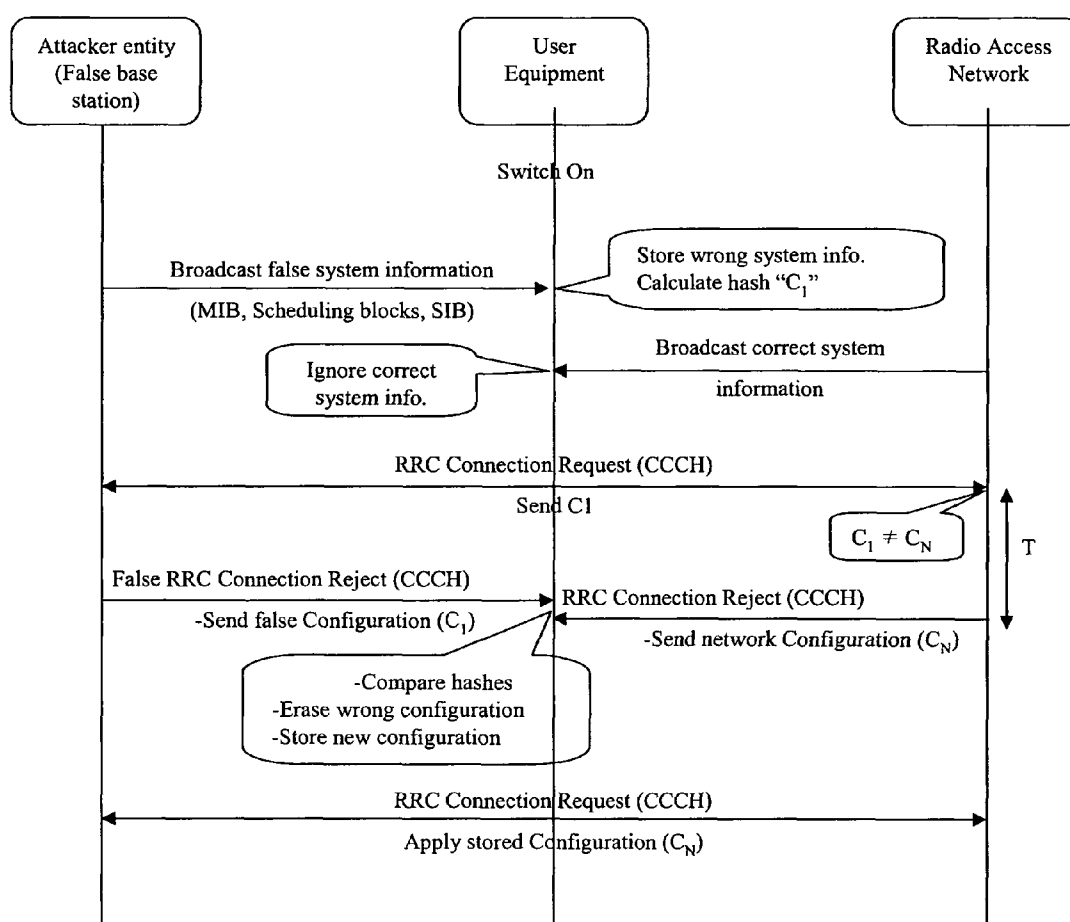 Attacker entity
(False base
station)
User
Equipment
Radio Access
Network
Switch On
Broadcast false system information
(MIB, Scheduling blocks, SIB)
Store wrong system info.
Calculate hash “C1”
Broadcast correct system
information
Ignore correct
system info.
RRC Connection Request (CCCH)
Send C1
C1 ≠ CN
T
False RRC Connection Reject (CCCH)
-Send false Configuration (C1)
RRC Connection Reject (CCCH)
-Send network Configuration (CN)
-Compare hashes
-Erase wrong configuration
-Store new configuration
RRC Connection Request (CCCH)
Apply stored Configuration (CN)